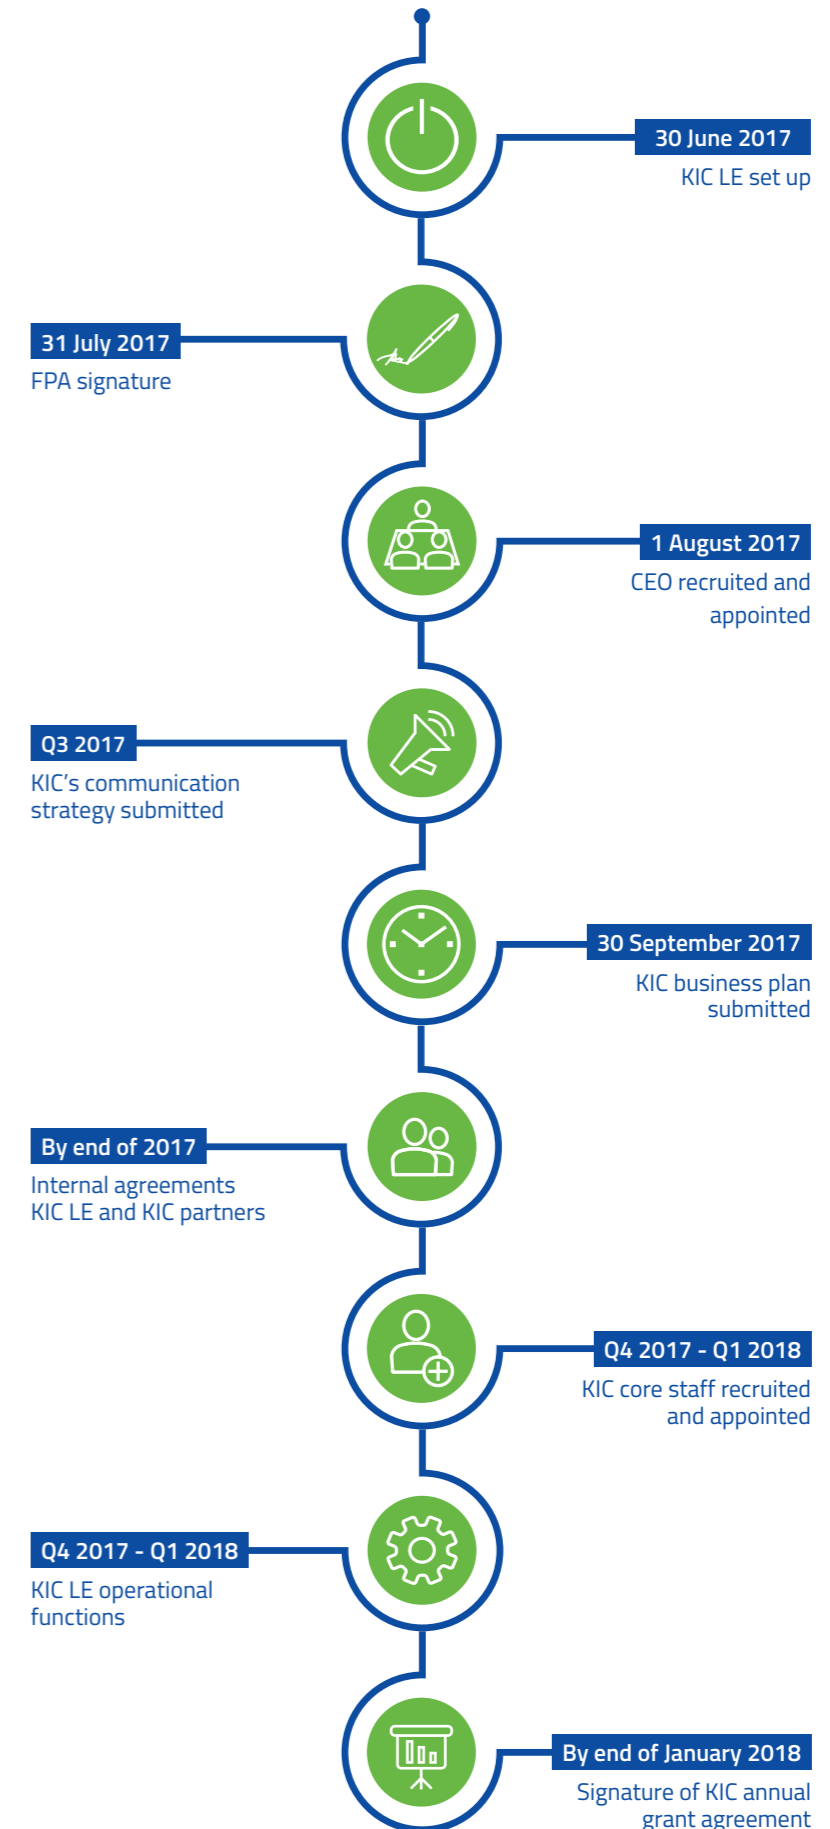 30 June 2017
KIC LE set up
31 July 2017
FPA signature
1 August 2017
CEO recruited and
appointed
Q3 2017
KIC’s communication
strategy submitted
30 September 2017
KIC business plan
submitted
By end of 2017
Internal agreements
KIC LE and KIC partners
Q4 2017 - Q1 2018
KIC core staff recruited
and appointed
Q4 2017 - Q1 2018
KIC LE operational
functions
By end of January 2018
Signature of KIC annual
grant agreement